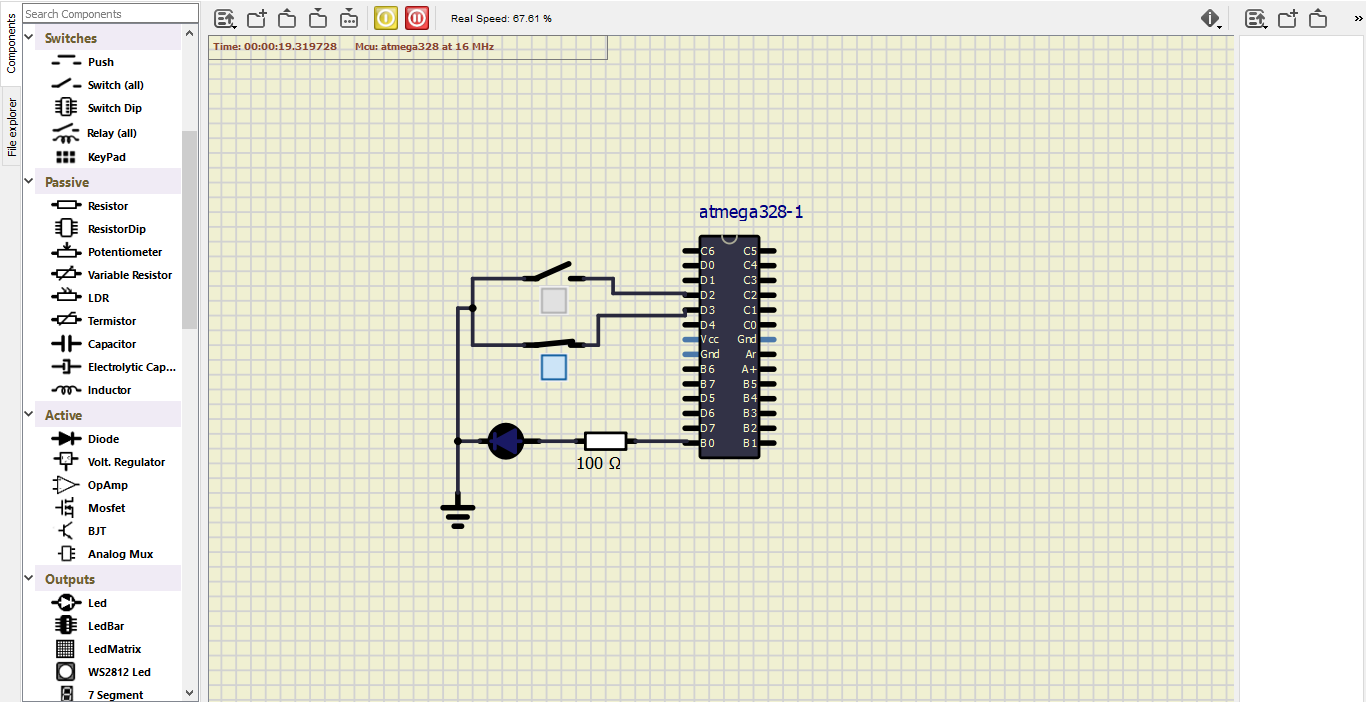 Components
File explorer
Search Components
Switches
Push
Switch (all)
Switch Dip
Relay (all)
KeyPad
Passive
Resistor
ResistorDip
Potentiometer
Variable Resistor
LDR
Termistor
Capacitor
Electrolytic Cap...
Inductor
Active
Diode
Volt. Regulator
OpAmp
Mosfet
BJT
Analog Mux
Outputs
Led
LedBar
LedMatrix
WS2812 Led
7 Segment
Real Speed: 67.61 %
»
Time: 00:00:19.319728 Mcu: atmega328 at 16 MHz
atmega328-1
C6 C5
D0 C4
D1 C3
D2 C2
D3 C1
D4 C0
Vcc Gnd
Gnd Ar
B6 A+
B7 B5
D5 B4
D6 B3
D7 B2
B0 B1
100 Ω